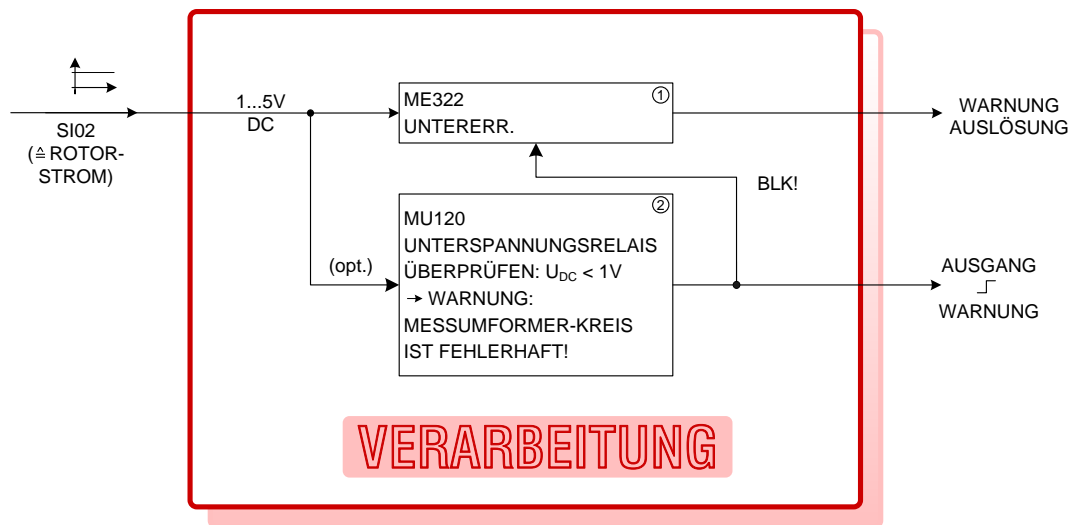 SI02
(≙ ROTOR-
STROM)
1...5V
DC
ME322
UNTERERR.
1
WARNUNG
AUSLÖSUNG
BLK!
(opt.)
MU120
2
UNTERSPANNUNGSRELAIS
ÜBERPRÜFEN: U_DC < 1V
→ WARNUNG:
MESSUMFORMER-KREIS
IST FEHLERHAFT!
AUSGANG
WARNUNG
VERARBEITUNG